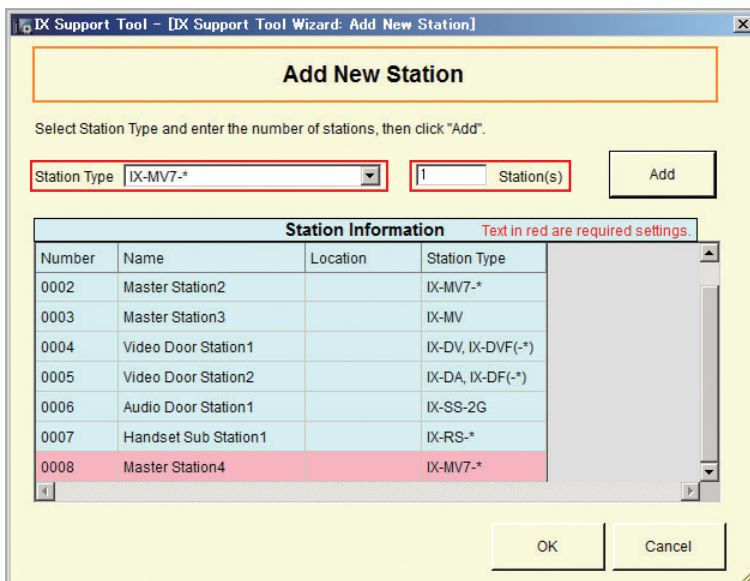 IX Support Tool - [IX Support Tool Wizard: Add New Station]
Add New Station
Select Station Type and enter the number of stations, then click "Add".
Station Type IX-MV7-* 1 Station(s) Add
Station Information Text in red are required settings.
Number Name Location Station Type
0002 Master Station2 IX-MV7-*
0003 Master Station3 IX-MV
0004 Video Door Station1 IX-DV, IX-DVF(-*)
0005 Video Door Station2 IX-DA, IX-DF(-*)
0006 Audio Door Station1 IX-SS-2G
0007 Handset Sub Station1 IX-RS-*
0008 Master Station4 IX-MV7-*
OK Cancel